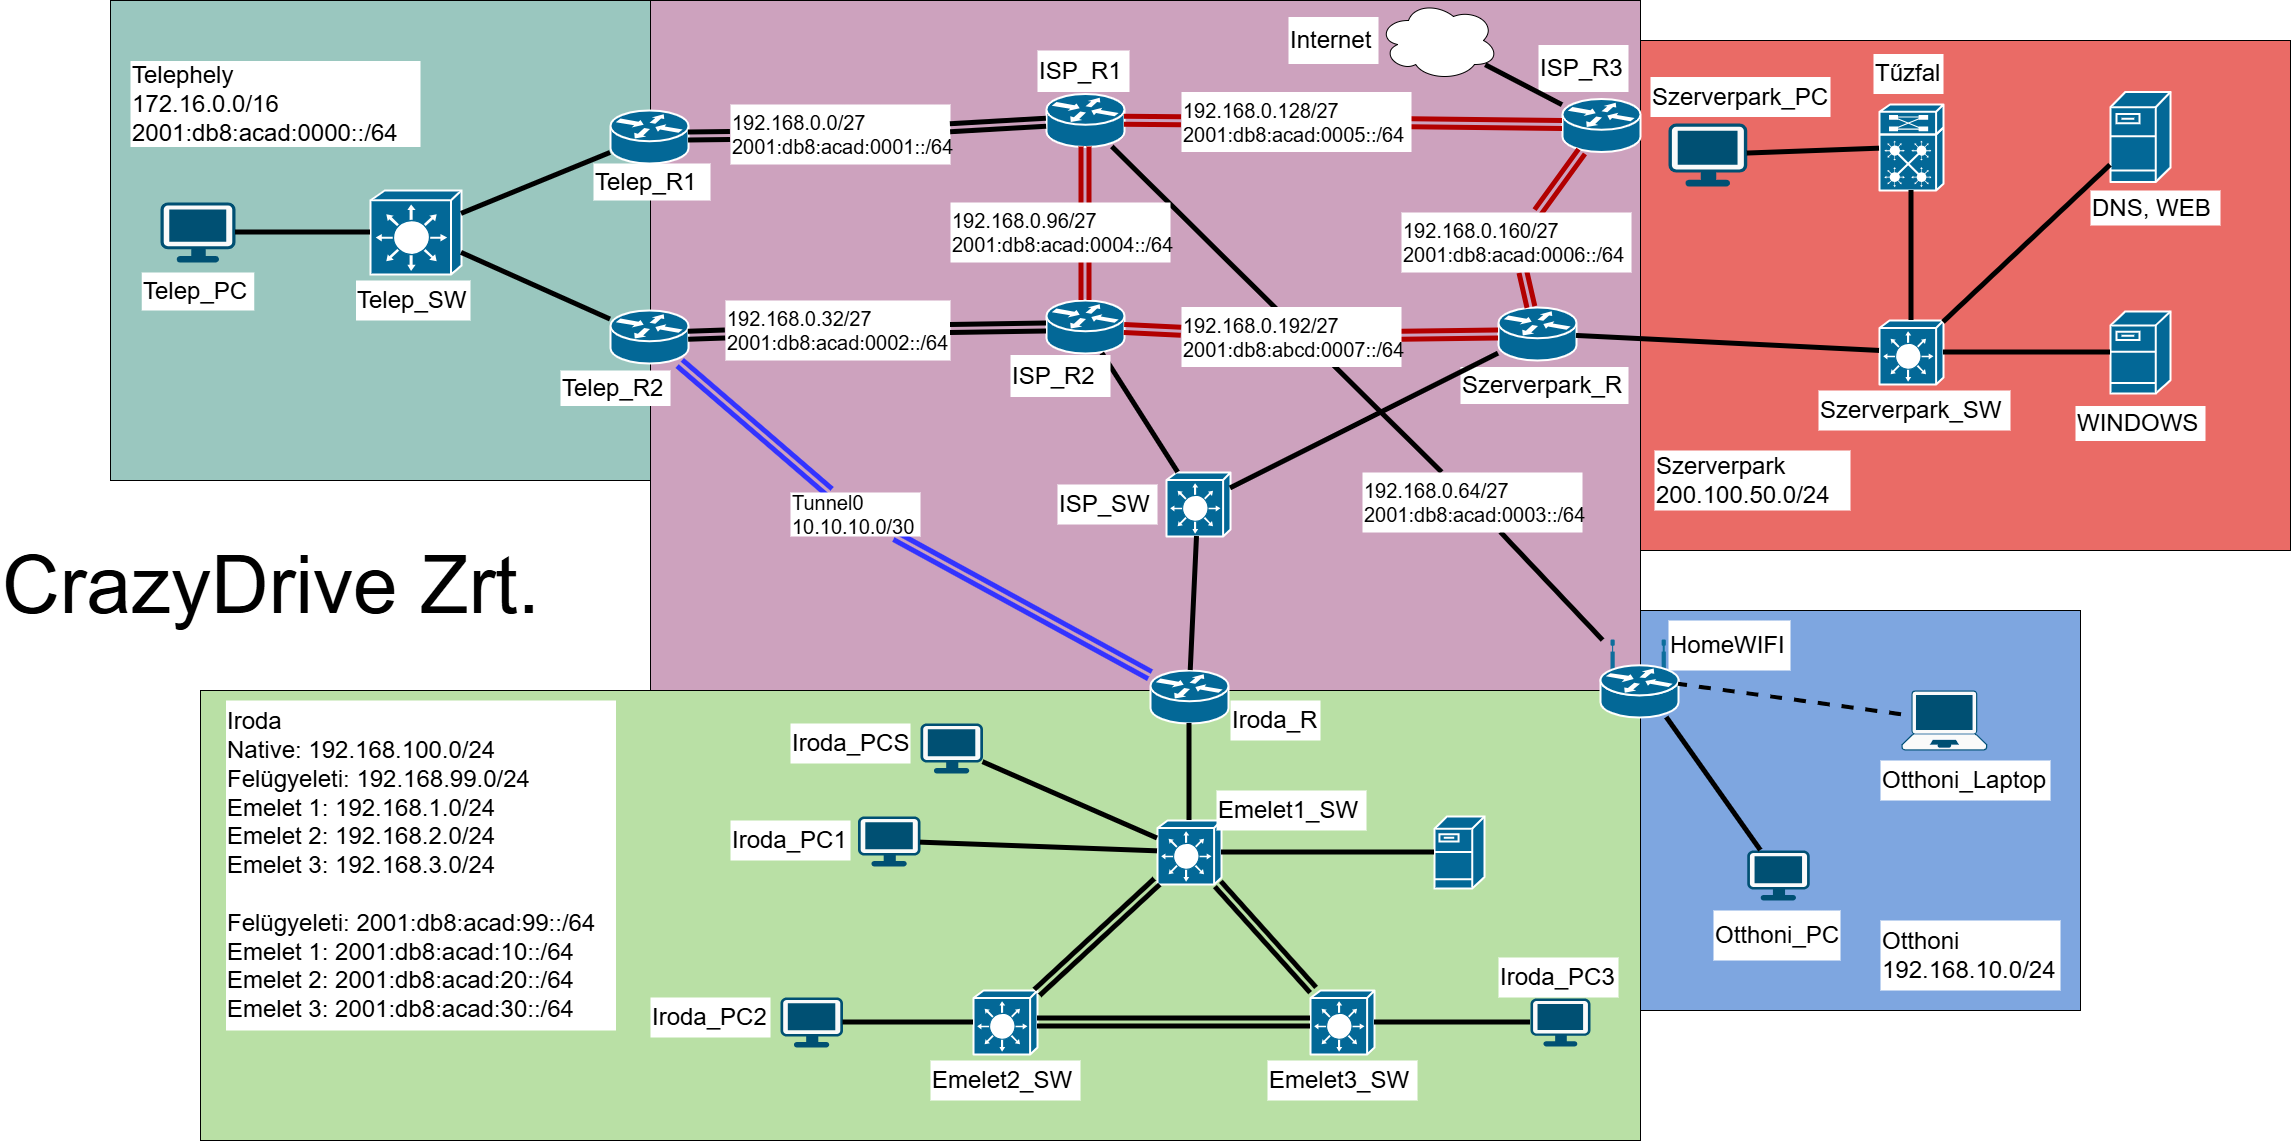 Telephely
172.16.0.0/16
2001:db8:acad:0000::/64
Telep_PC
Telep_SW
Telep_R1
Telep_R2
192.168.0.0/27
2001:db8:acad:0001::/64
192.168.0.32/27
2001:db8:acad:0002::/64
ISP_R1
ISP_R2
192.168.0.96/27
2001:db8:acad:0004::/64
192.168.0.128/27
2001:db8:acad:0005::/64
Internet
ISP_R3
192.168.0.160/27
2001:db8:acad:0006::/64
192.168.0.192/27
2001:db8:abcd:0007::/64
Szerverpark_R
ISP_SW
192.168.0.64/27
2001:db8:acad:0003::/64
Tunnel0
10.10.10.0/30
Szerverpark_PC
Tűzfal
DNS, WEB
Szerverpark_SW
WINDOWS
Szerverpark
200.100.50.0/24
CrazyDrive Zrt.
HomeWIFI
Otthoni_Laptop
Otthoni_PC
Otthoni
192.168.10.0/24
Iroda
Native: 192.168.100.0/24
Felügyeleti: 192.168.99.0/24
Emelet 1: 192.168.1.0/24
Emelet 2: 192.168.2.0/24
Emelet 3: 192.168.3.0/24
Felügyeleti: 2001:db8:acad:99::/64
Emelet 1: 2001:db8:acad:10::/64
Emelet 2: 2001:db8:acad:20::/64
Emelet 3: 2001:db8:acad:30::/64
Iroda_R
Iroda_PCS
Emelet1_SW
Iroda_PC1
Iroda_PC2
Emelet2_SW
Emelet3_SW
Iroda_PC3